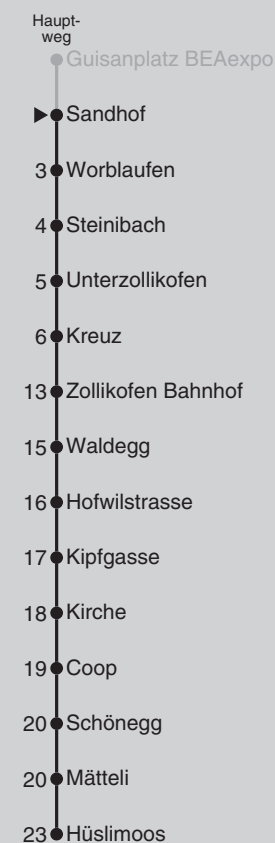 Haupt-
weg
Guisanplatz BEAexpo
Sandhof
3 Worblaufen
4 Steinibach
5 Unterzollikofen
6 Kreuz
13 Zollikofen Bahnhof
15 Waldegg
16 Hofwilstrasse
17 Kipfgasse
18 Kirche
19 Coop
20 Schönegg
20 Mätteli
23 Hüslimoos